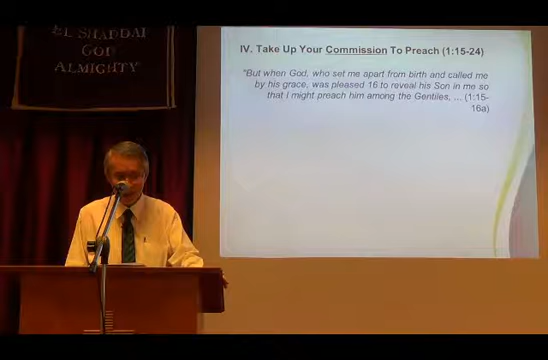 EL SHADDAI
GOD
ALMIGHTY
IV. Take Up Your Commission To Preach (1:15-24)
"But when God, who set me apart from birth and called me
by his grace, was pleased 16 to reveal his Son in me so
that I might preach him among the Gentiles, ... (1:15-
16a)